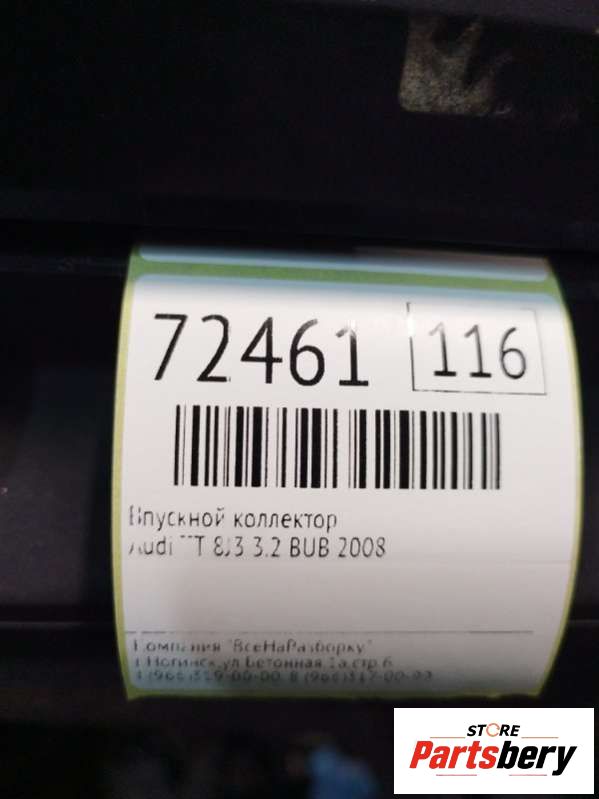 72461 116
Впускной коллектор
Audi TT 8J3 3.2 BUB 2008
Компания "ВсеНаРазборку"
г.Ногинск,ул.Бетонная,1а,стр.6
STORE
Partsbery